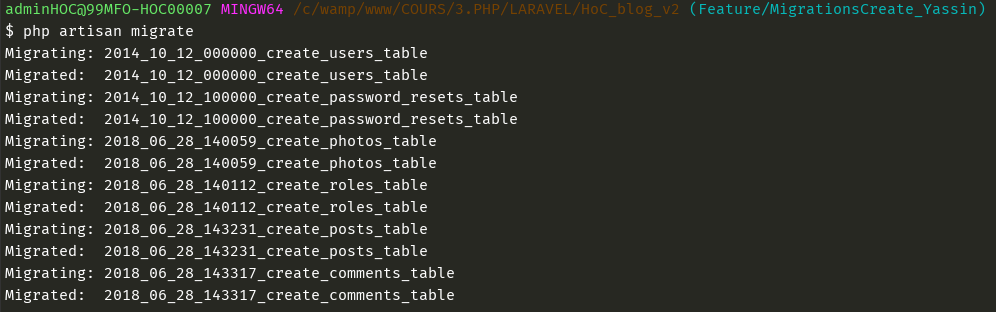 adminHOC@99MFO-HOC00007 MINGW64 /c/wamp/www/COURS/3.PHP/LARAVEL/HoC_blog_v2 (Feature/MigrationsCreate_Yassin)
$ php artisan migrate
Migrating: 2014_10_12_000000_create_users_table
Migrated:  2014_10_12_000000_create_users_table
Migrating: 2014_10_12_100000_create_password_resets_table
Migrated:  2014_10_12_100000_create_password_resets_table
Migrating: 2018_06_28_140059_create_photos_table
Migrated:  2018_06_28_140059_create_photos_table
Migrating: 2018_06_28_140112_create_roles_table
Migrated:  2018_06_28_140112_create_roles_table
Migrating: 2018_06_28_143231_create_posts_table
Migrated:  2018_06_28_143231_create_posts_table
Migrating: 2018_06_28_143317_create_comments_table
Migrated:  2018_06_28_143317_create_comments_table